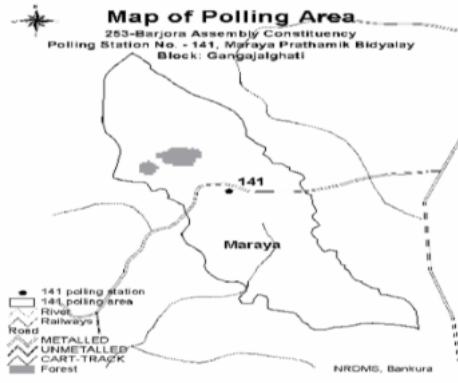 Map of Polling Area
253-Barjora Assembly Constituency
Polling Station No. - 141, Maraya Prathamik Bidyalay
Block: Gangajalghati
141
Maraya
141 polling station
141 polling area
River
Railways
Road
METALLED
UNMETALLED
CART-TRACK
Forest
NRDMS, Bankura